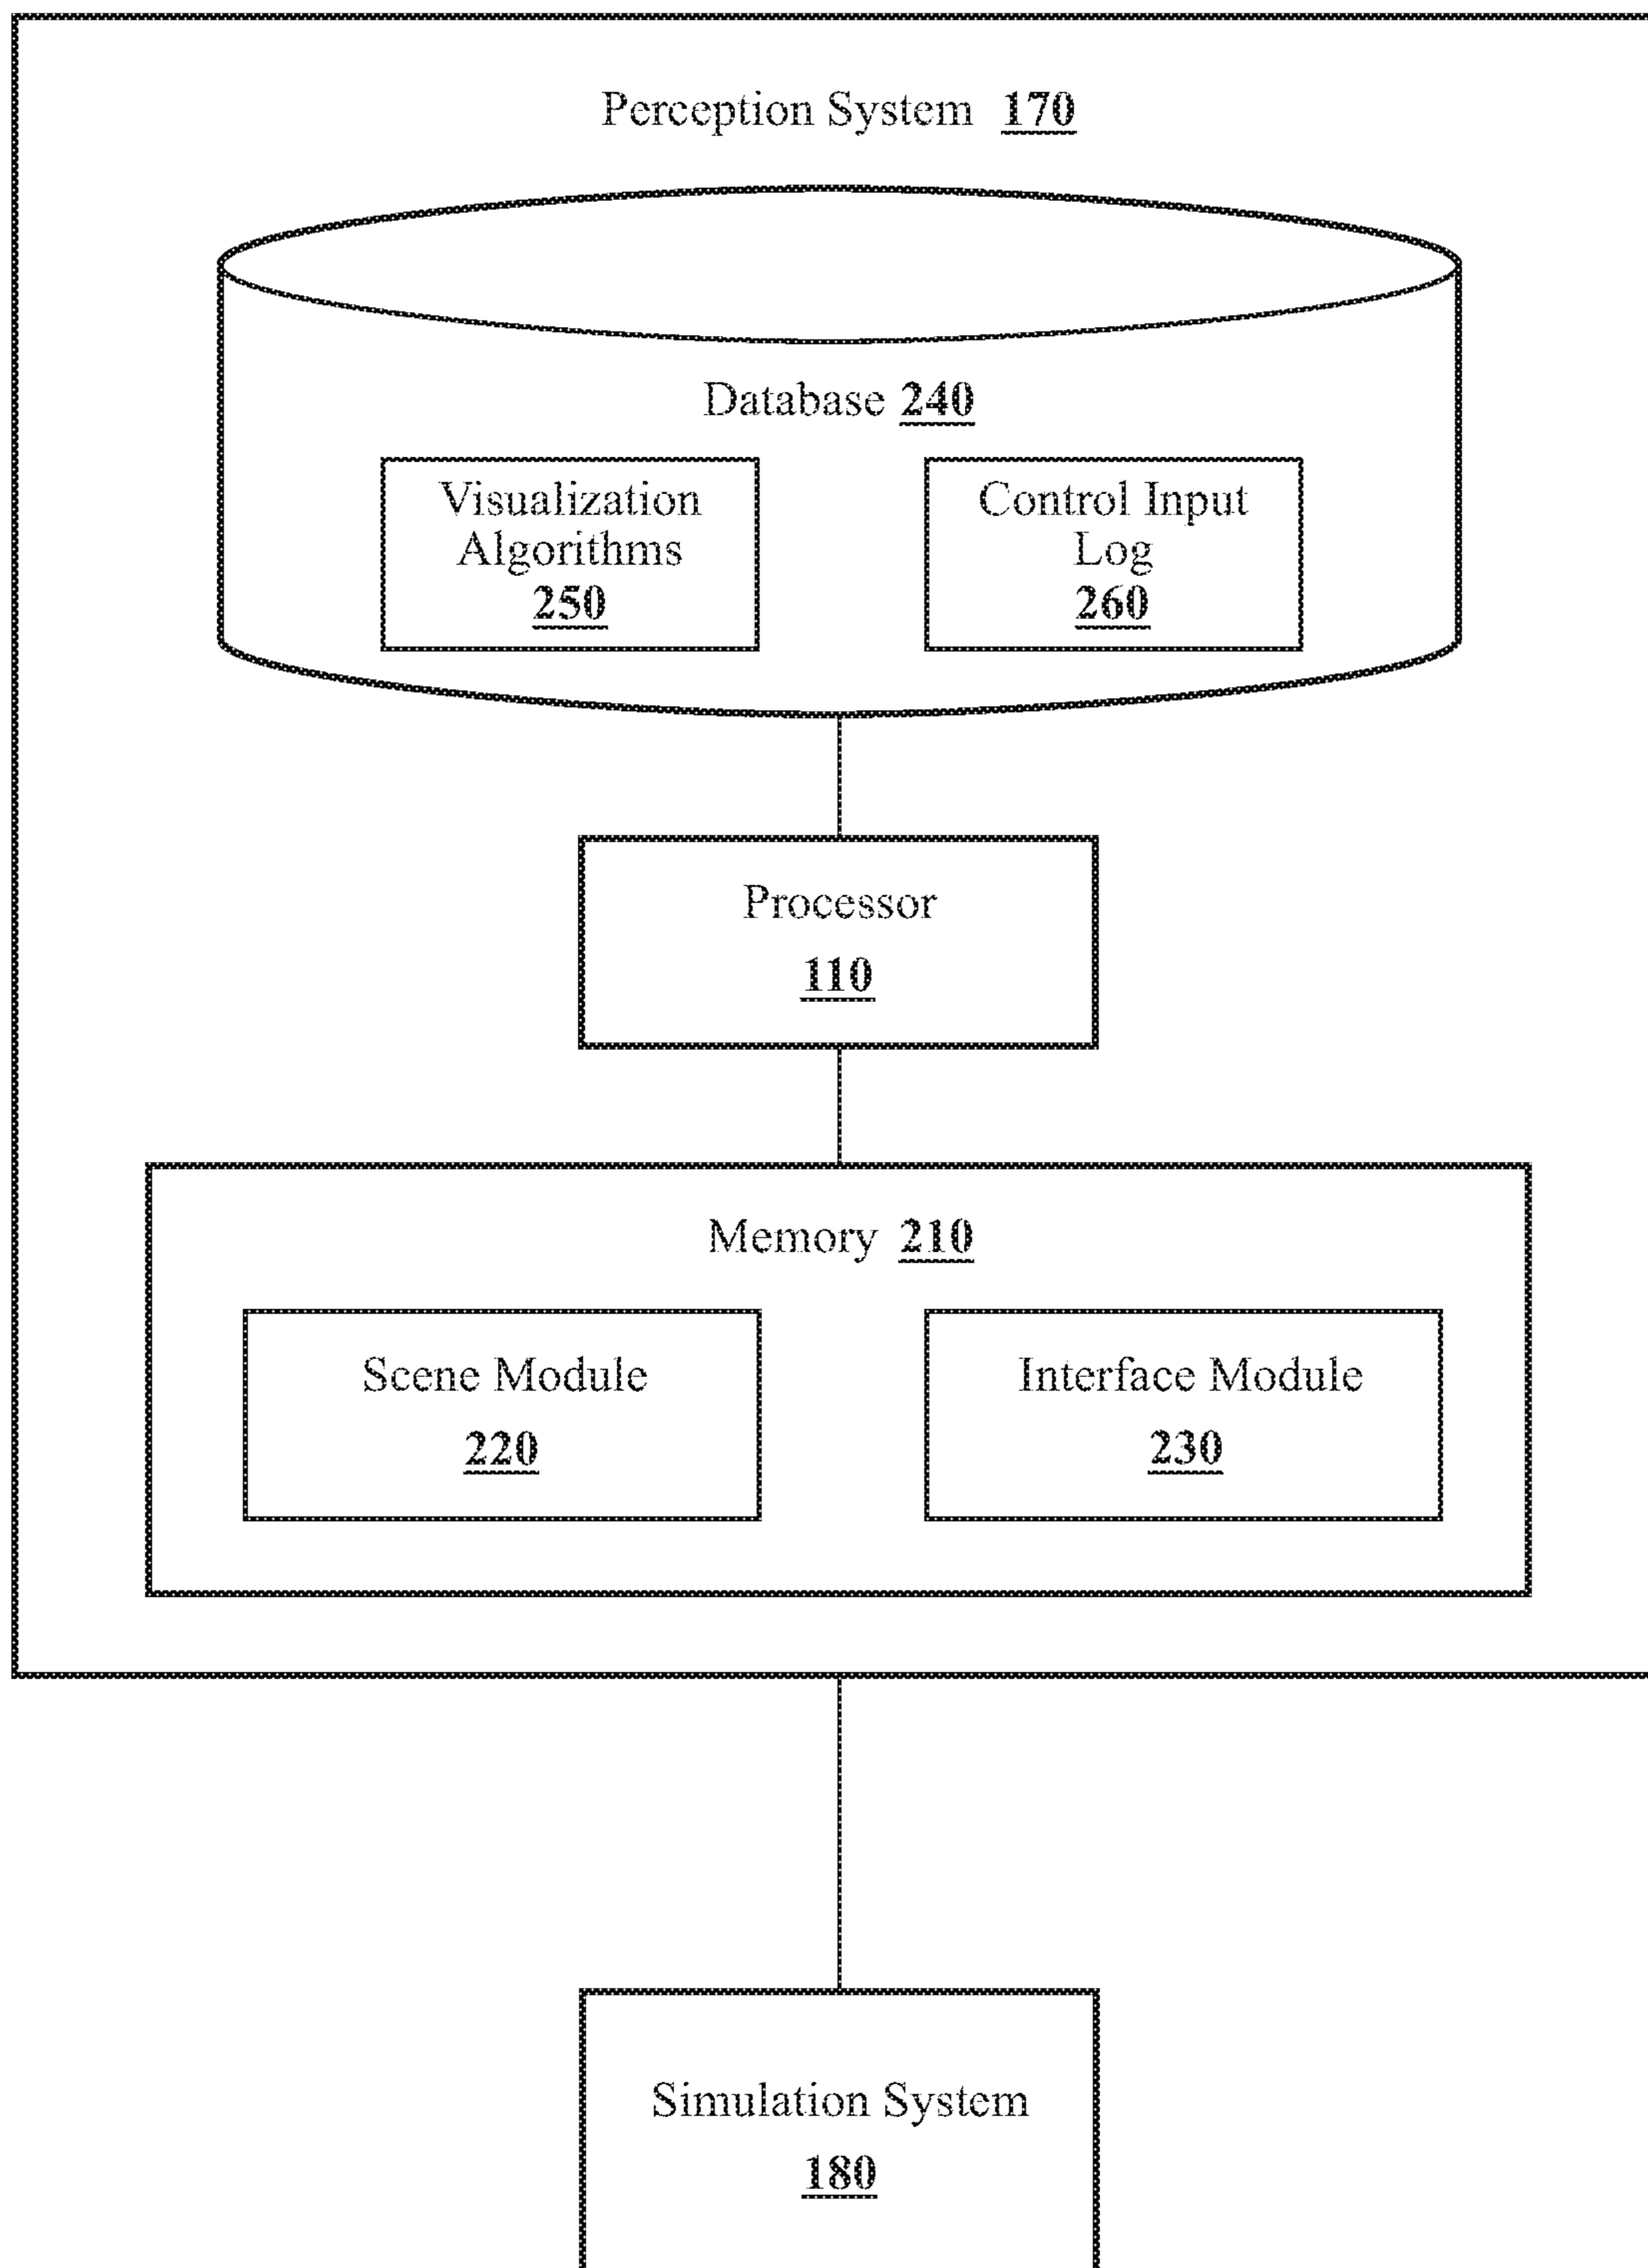 Perception System 170
Database 240
Visualization
Algorithms
250
Control Input
Log
260
Processor
110
Memory 210
Scene Module
220
Interface Module
230
Simulation System
180